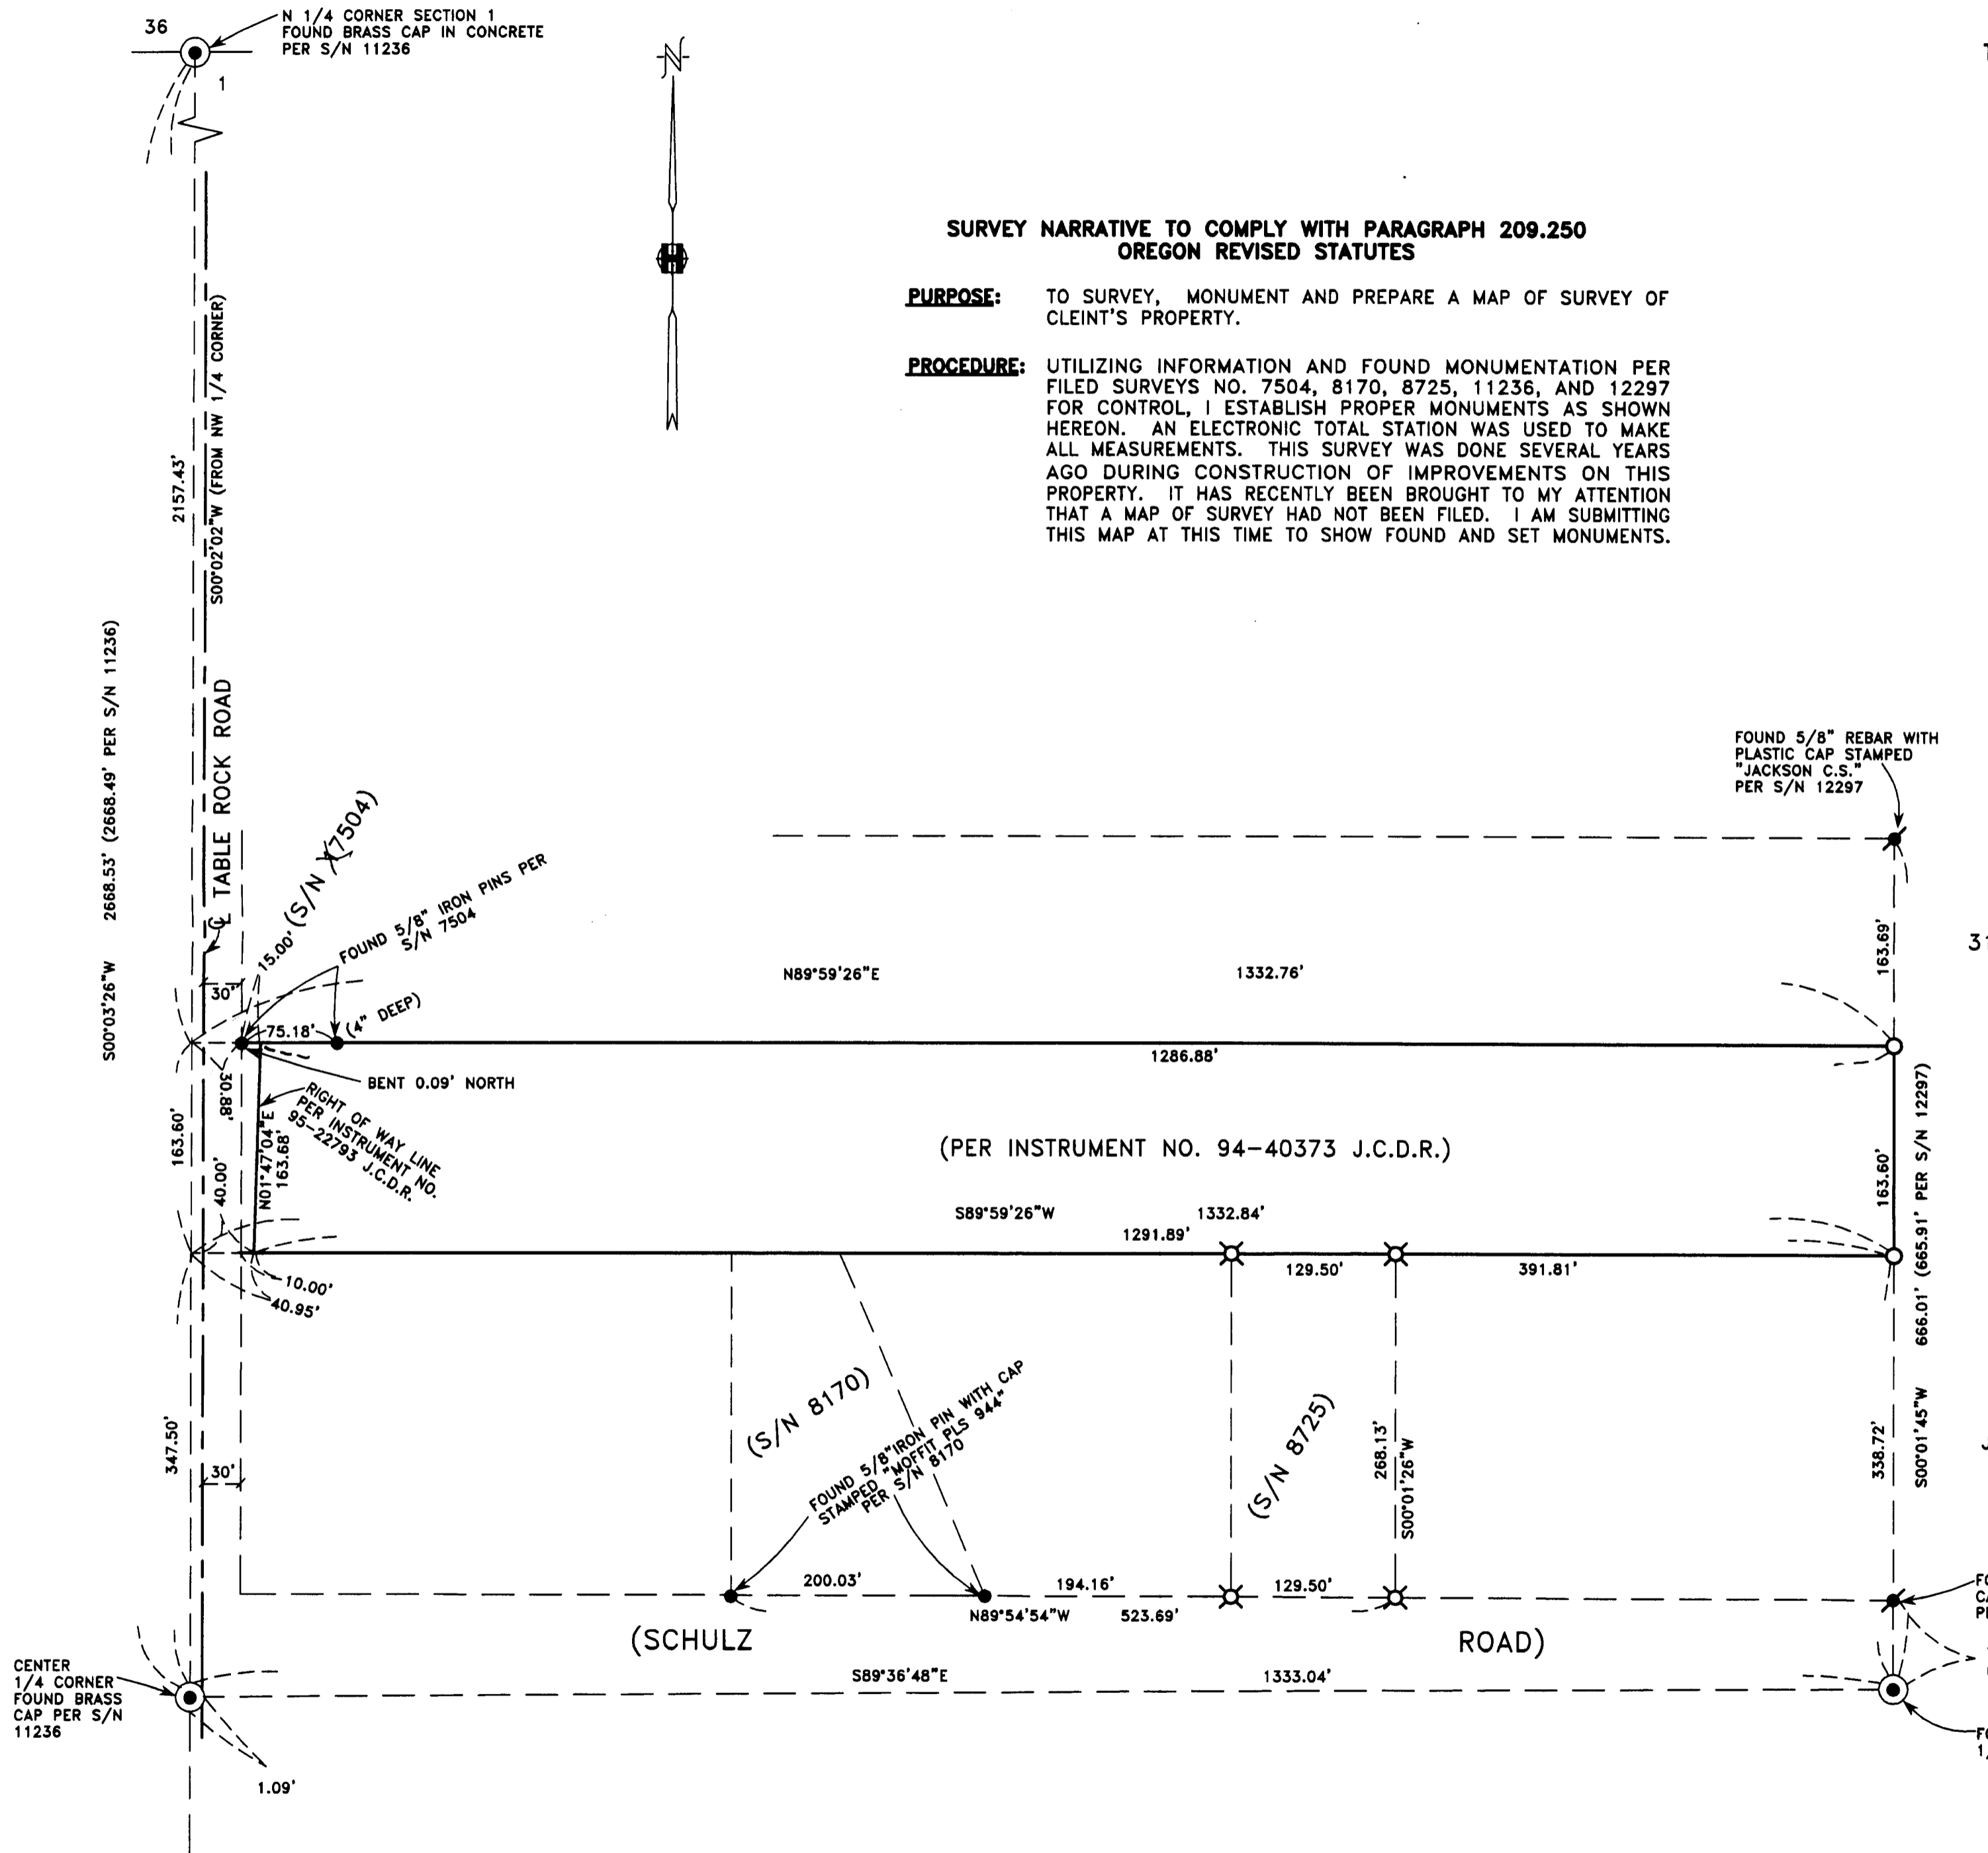 36
N 1/4 CORNER SECTION 1
FOUND BRASS CAP IN CONCRETE
PER S/N 11236
1
N
SURVEY NARRATIVE TO COMPLY WITH PARAGRAPH 209.250
OREGON REVISED STATUTES
PURPOSE: TO SURVEY, MONUMENT AND PREPARE A MAP OF SURVEY OF
CLEINT'S PROPERTY.
PROCEDURE: UTILIZING INFORMATION AND FOUND MONUMENTATION PER
FILED SURVEYS NO. 7504, 8170, 8725, 11236, AND 12297
FOR CONTROL, I ESTABLISH PROPER MONUMENTS AS SHOWN
HEREON. AN ELECTRONIC TOTAL STATION WAS USED TO MAKE
ALL MEASUREMENTS. THIS SURVEY WAS DONE SEVERAL YEARS
AGO DURING CONSTRUCTION OF IMPROVEMENTS ON THIS
PROPERTY. IT HAS RECENTLY BEEN BROUGHT TO MY ATTENTION
THAT A MAP OF SURVEY HAD NOT BEEN FILED. I AM SUBMITTING
THIS MAP AT THIS TIME TO SHOW FOUND AND SET MONUMENTS.
2157.43'
S00°02'02"W (FROM NW 1/4 CORNER)
S00°03'26"W 2668.53' (2668.49' PER S/N 11236)
℄ TABLE ROCK ROAD
FOUND 5/8" REBAR WITH
PLASTIC CAP STAMPED
"JACKSON C.S."
PER S/N 12297
15.00' (S/N 7504)
FOUND 5/8" IRON PINS PER
S/N 7504
30'
75.18'
(4" DEEP)
N89°59'26"E 1332.76'
163.69'
31
1286.88'
BENT 0.09' NORTH
30.88'
RIGHT OF WAY LINE
PER INSTRUMENT NO.
95-22793 J.C.D.R.
163.60'
40.00'
N01°47'04"E
163.68'
(PER INSTRUMENT NO. 94-40373 J.C.D.R.)
163.60'
S00°01'45"W 666.01' (665.91' PER S/N 12297)
S89°59'26"W 1332.84'
1291.89'
129.50'
391.81'
10.00'
40.95'
347.50'
30'
(S/N 8170)
FOUND 5/8"IRON PIN WITH CAP
STAMPED "MOFFIT PLS 944"
PER S/N 8170
(S/N 8725)
268.13'
S00°01'26"W
338.72'
200.03'
194.16'
129.50'
N89°54'54"W 523.69'
(SCHULZ ROAD)
S89°36'48"E 1333.04'
CENTER
1/4 CORNER
FOUND BRASS
CAP PER S/N
11236
1.09'